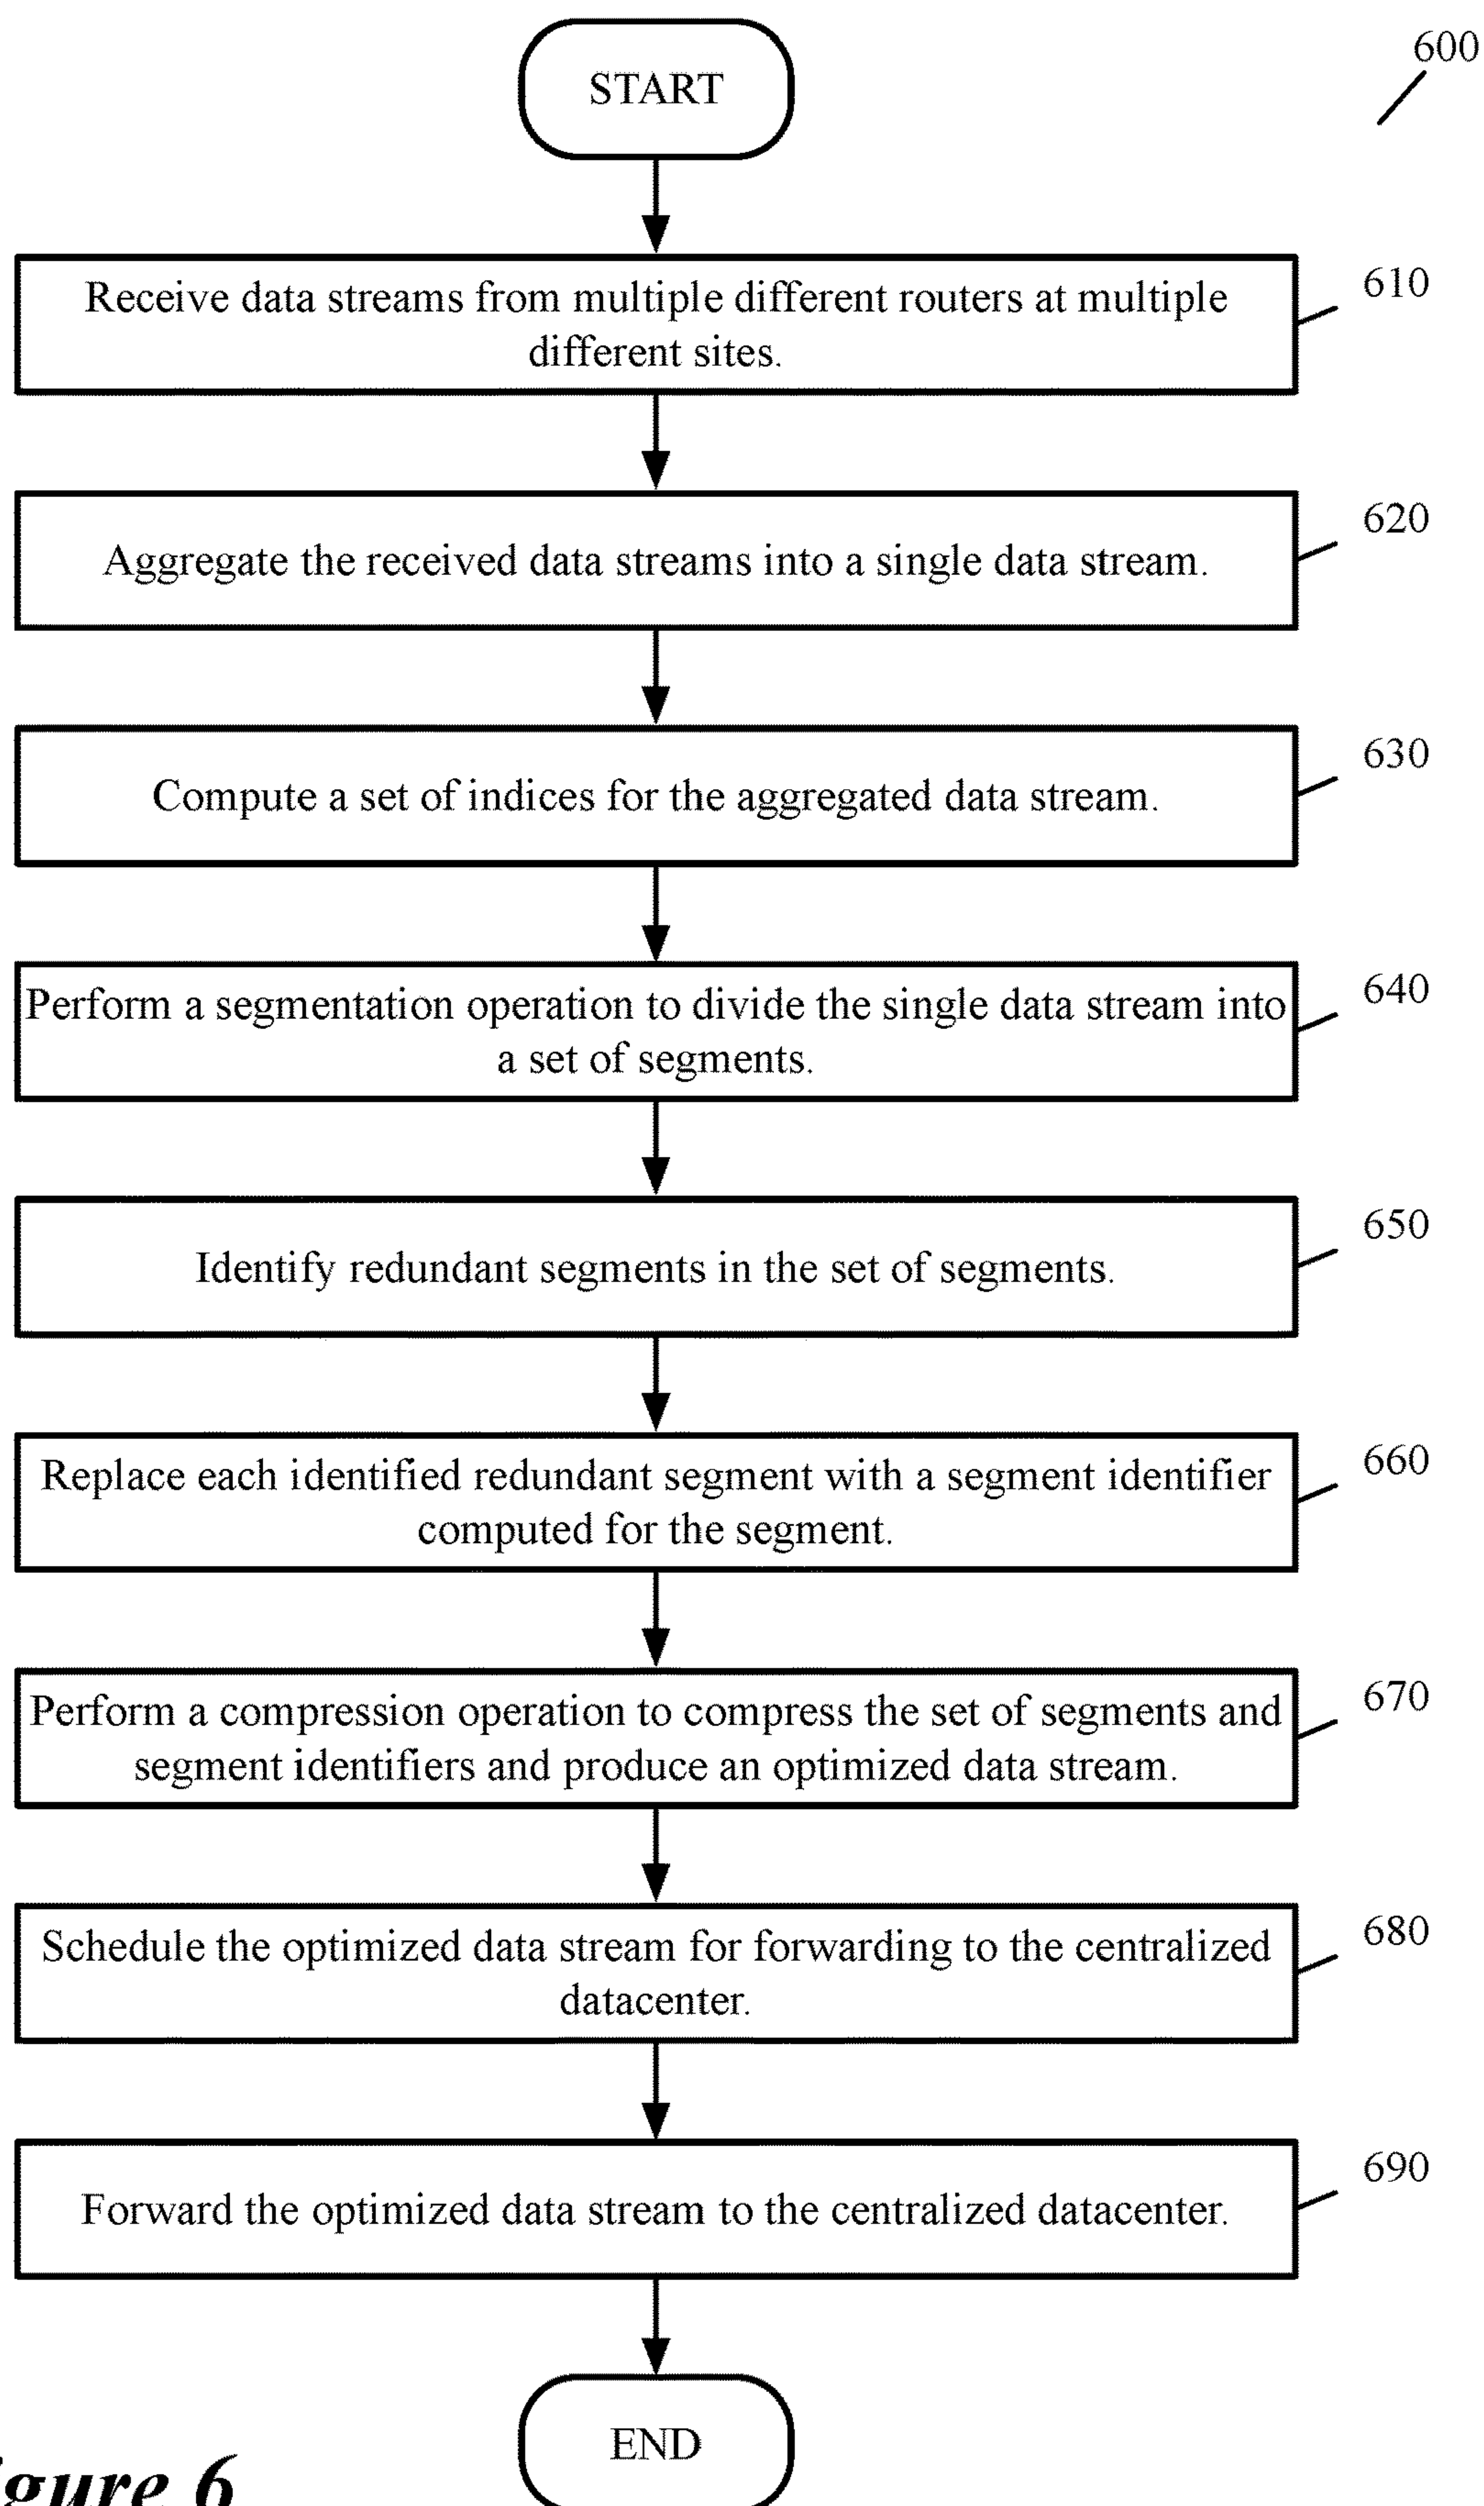 START
600
Receive data streams from multiple different routers at multiple
different sites.
610
Aggregate the received data streams into a single data stream.
620
Compute a set of indices for the aggregated data stream.
630
Perform a segmentation operation to divide the single data stream into
a set of segments.
640
Identify redundant segments in the set of segments.
650
Replace each identified redundant segment with a segment identifier
computed for the segment.
660
Perform a compression operation to compress the set of segments and
segment identifiers and produce an optimized data stream.
670
Schedule the optimized data stream for forwarding to the centralized
datacenter.
680
Forward the optimized data stream to the centralized datacenter.
690
END
igure 6